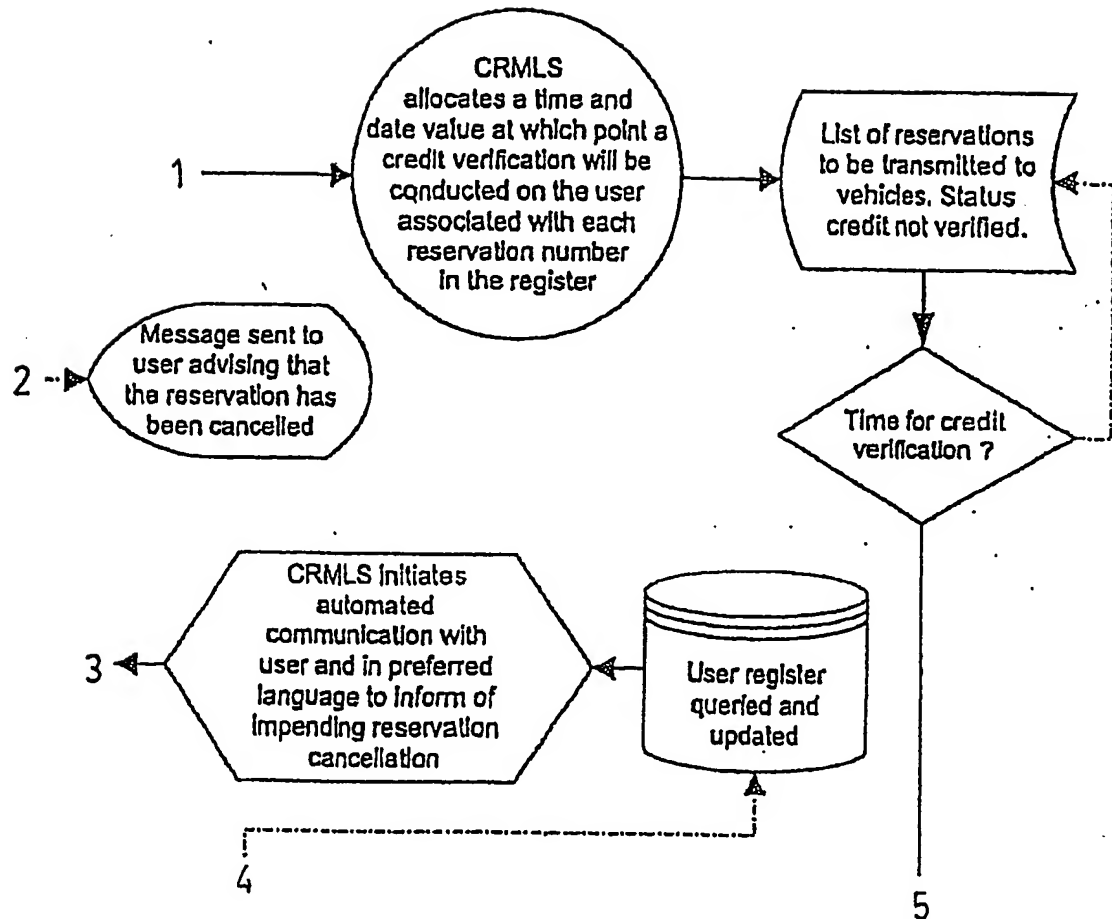 CRMLS
allocates a time and
date value at which point a
credit verification will be
conducted on the user
associated with each
reservation number
in the register
List of reservations
to be transmitted to
vehicles. Status
credit not verified.
1
Message sent to
user advising that
the reservation has
been cancelled
2
Time for credit
verification ?
CRMLS initiates
automated
communication with
user and in preferred
language to inform of
impending reservation
cancellation
3
User register
queried and
updated
4
5